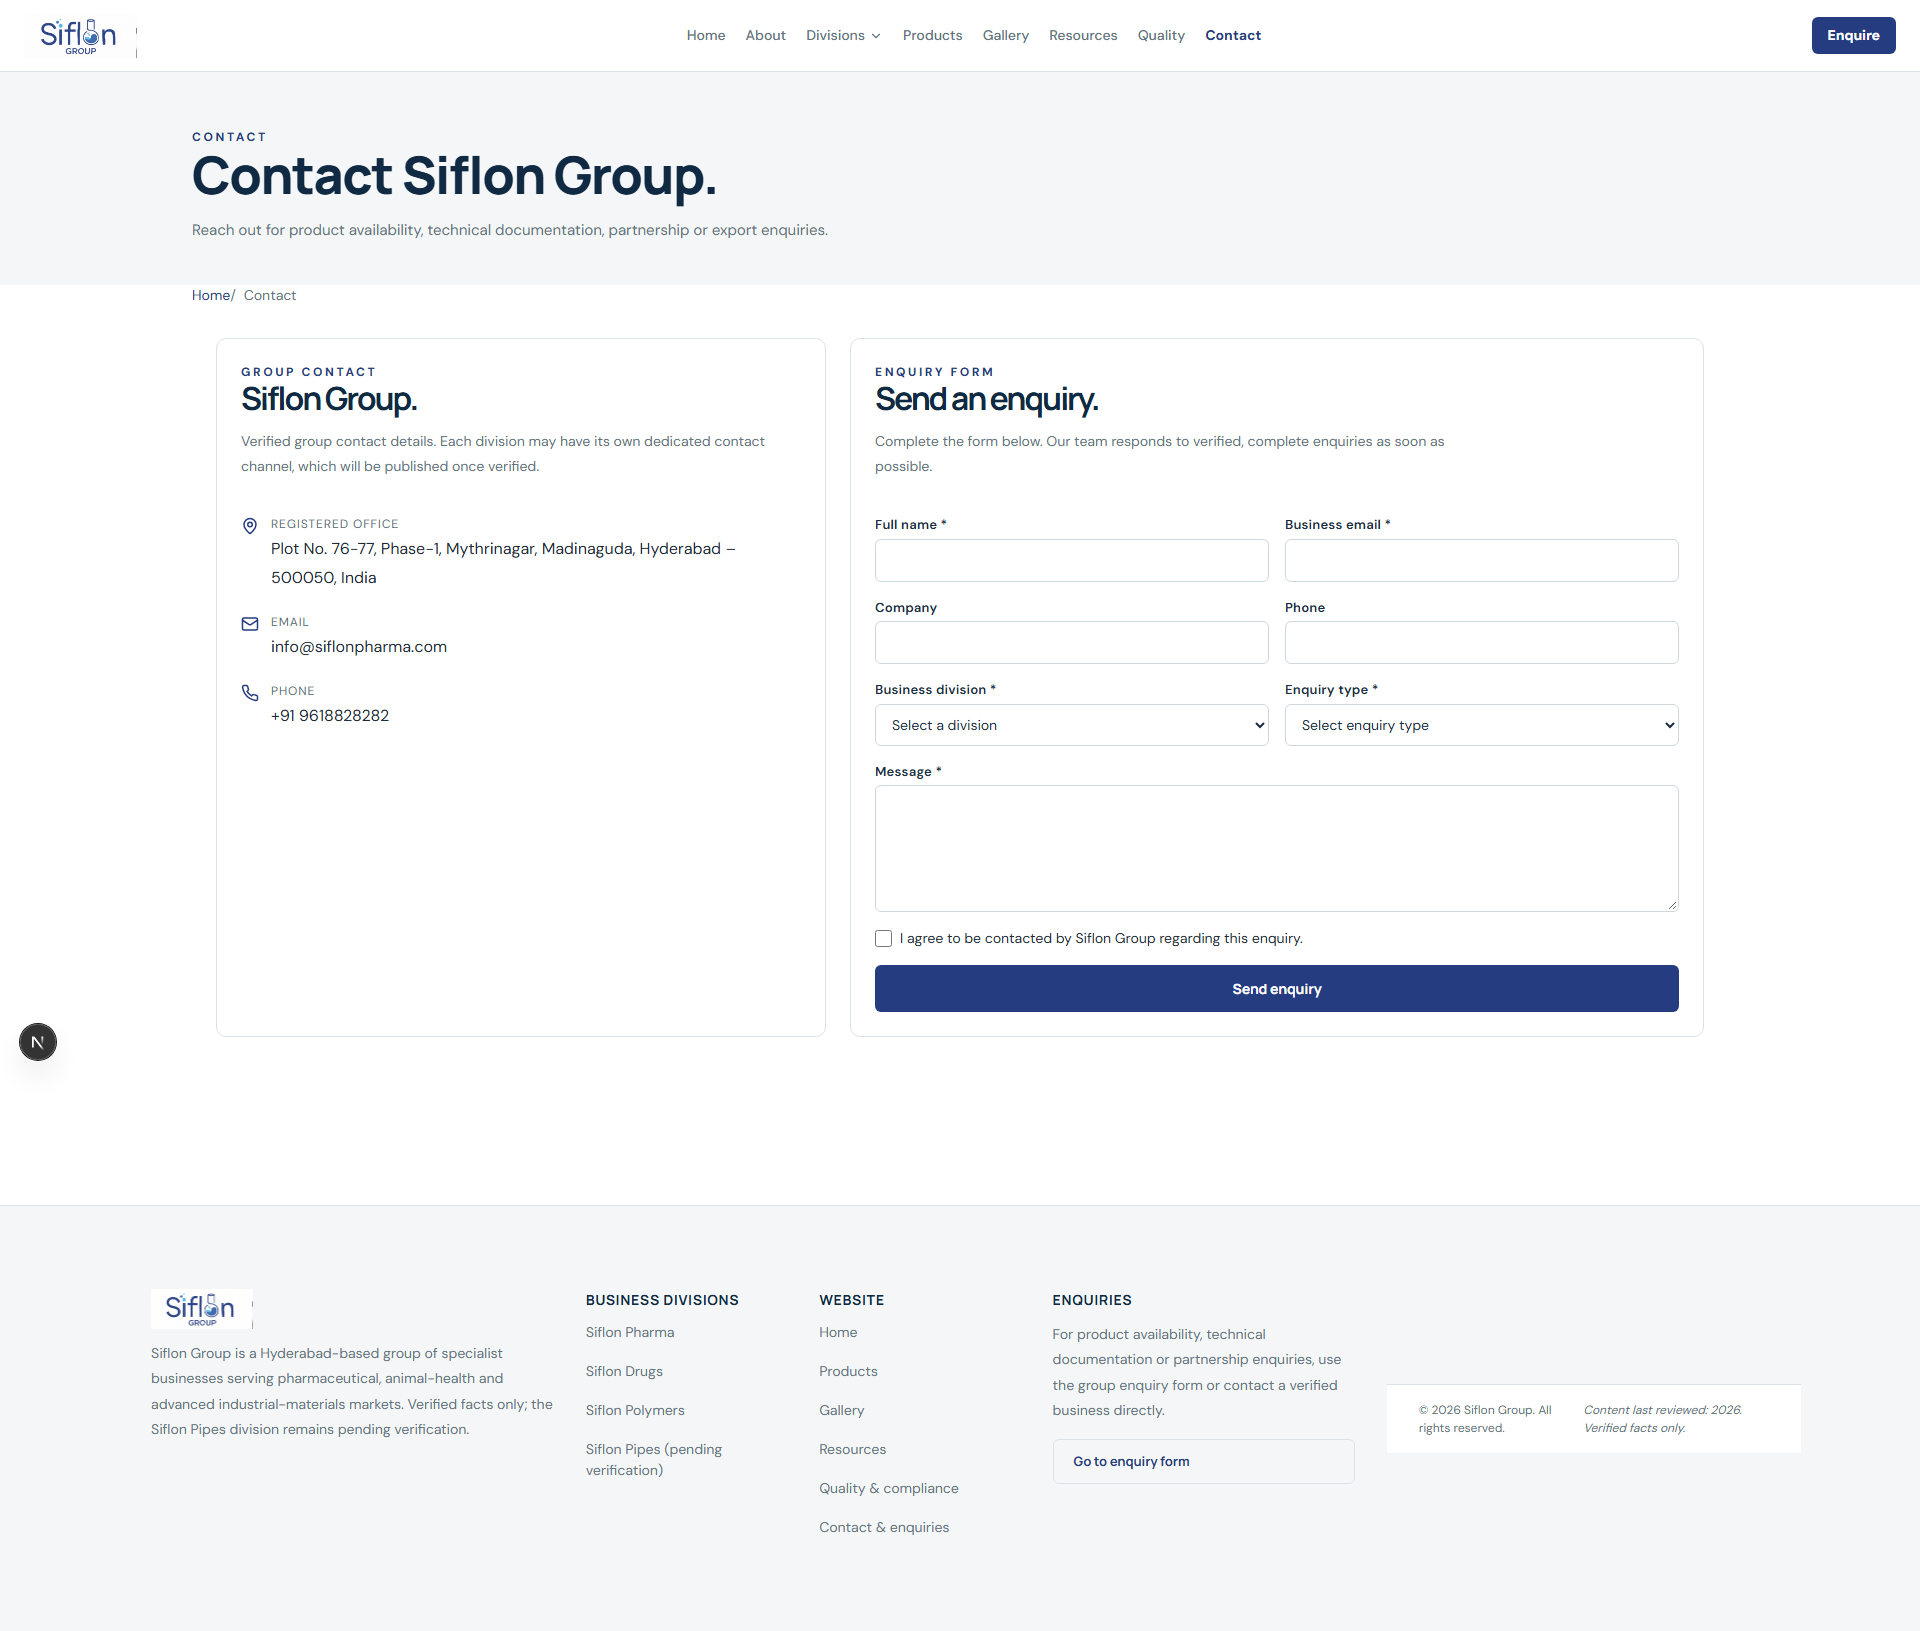 Siflon
GROUP
Home
About
Divisions
Products
Gallery
Resources
Quality
Contact
Enquire
CONTACT
Contact Siflon Group.
Reach out for product availability, technical documentation, partnership or export enquiries.
Home/ Contact
GROUP CONTACT
Siflon Group.
Verified group contact details. Each division may have its own dedicated contact
channel, which will be published once verified.
REGISTERED OFFICE
Plot No. 76-77, Phase-1, Mythrinagar, Madinaguda, Hyderabad –
500050, India
EMAIL
info@siflonpharma.com
PHONE
+91 9618828282
ENQUIRY FORM
Send an enquiry.
Complete the form below. Our team responds to verified, complete enquiries as soon as
possible.
Full name *
Business email *
Company
Phone
Business division *
Enquiry type *
Select a division
Select enquiry type
Message *
I agree to be contacted by Siflon Group regarding this enquiry.
Send enquiry
N
Siflon
GROUP
Siflon Group is a Hyderabad-based group of specialist
businesses serving pharmaceutical, animal-health and
advanced industrial-materials markets. Verified facts only; the
Siflon Pipes division remains pending verification.
BUSINESS DIVISIONS
Siflon Pharma
Siflon Drugs
Siflon Polymers
Siflon Pipes (pending
verification)
WEBSITE
Home
Products
Gallery
Resources
Quality & compliance
Contact & enquiries
ENQUIRIES
For product availability, technical
documentation or partnership enquiries, use
the group enquiry form or contact a verified
business directly.
Go to enquiry form
© 2026 Siflon Group. All
rights reserved.
Content last reviewed: 2026.
Verified facts only.